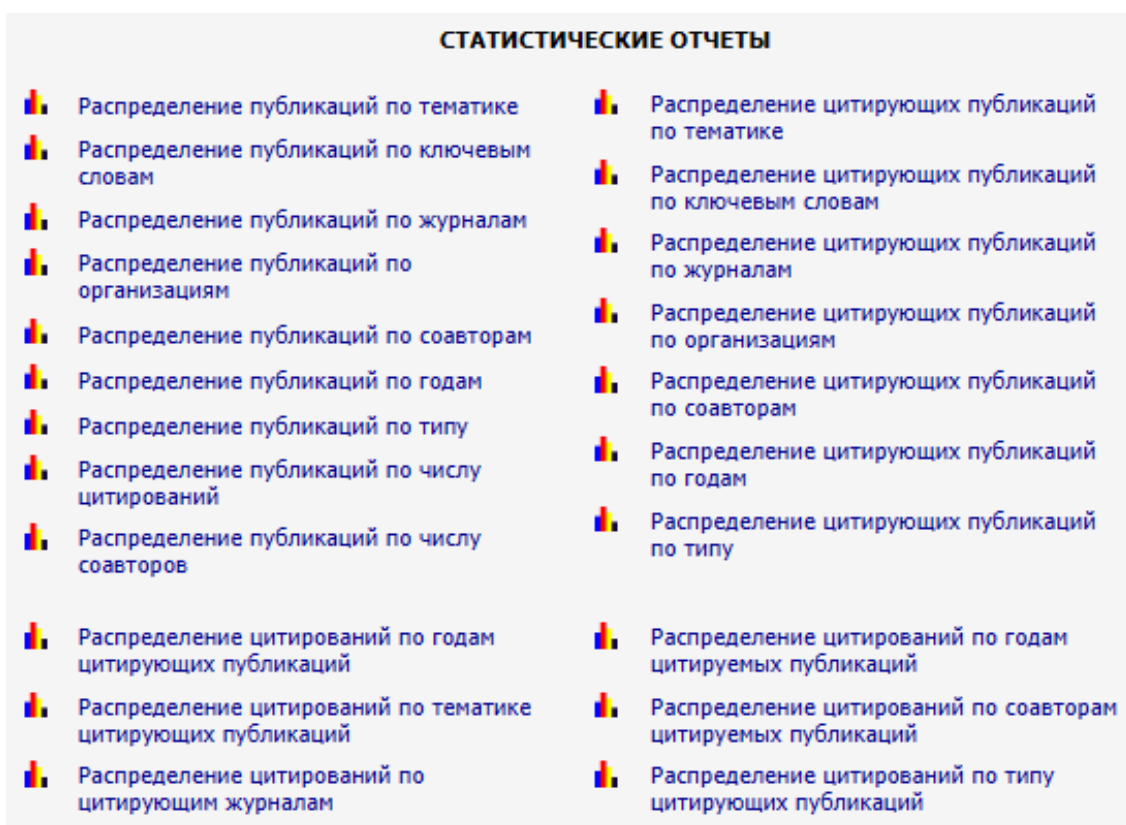 СТАТИСТИЧЕСКИЕ ОТЧЕТЫ
Распределение публикаций по тематике
Распределение публикаций по ключевым
словам
Распределение публикаций по журналам
Распределение публикаций по
организациям
Распределение публикаций по соавторам
Распределение публикаций по годам
Распределение публикаций по типу
Распределение публикаций по числу
цитирований
Распределение публикаций по числу
соавторов
Распределение цитирующих публикаций
по тематике
Распределение цитирующих публикаций
по ключевым словам
Распределение цитирующих публикаций
по журналам
Распределение цитирующих публикаций
по организациям
Распределение цитирующих публикаций
по соавторам
Распределение цитирующих публикаций
по годам
Распределение цитирующих публикаций
по типу
Распределение цитирований по годам
цитирующих публикаций
Распределение цитирований по тематике
цитирующих публикаций
Распределение цитирований по
цитирующим журналам
Распределение цитирований по годам
цитируемых публикаций
Распределение цитирований по соавторам
цитируемых публикаций
Распределение цитирований по типу
цитирующих публикаций